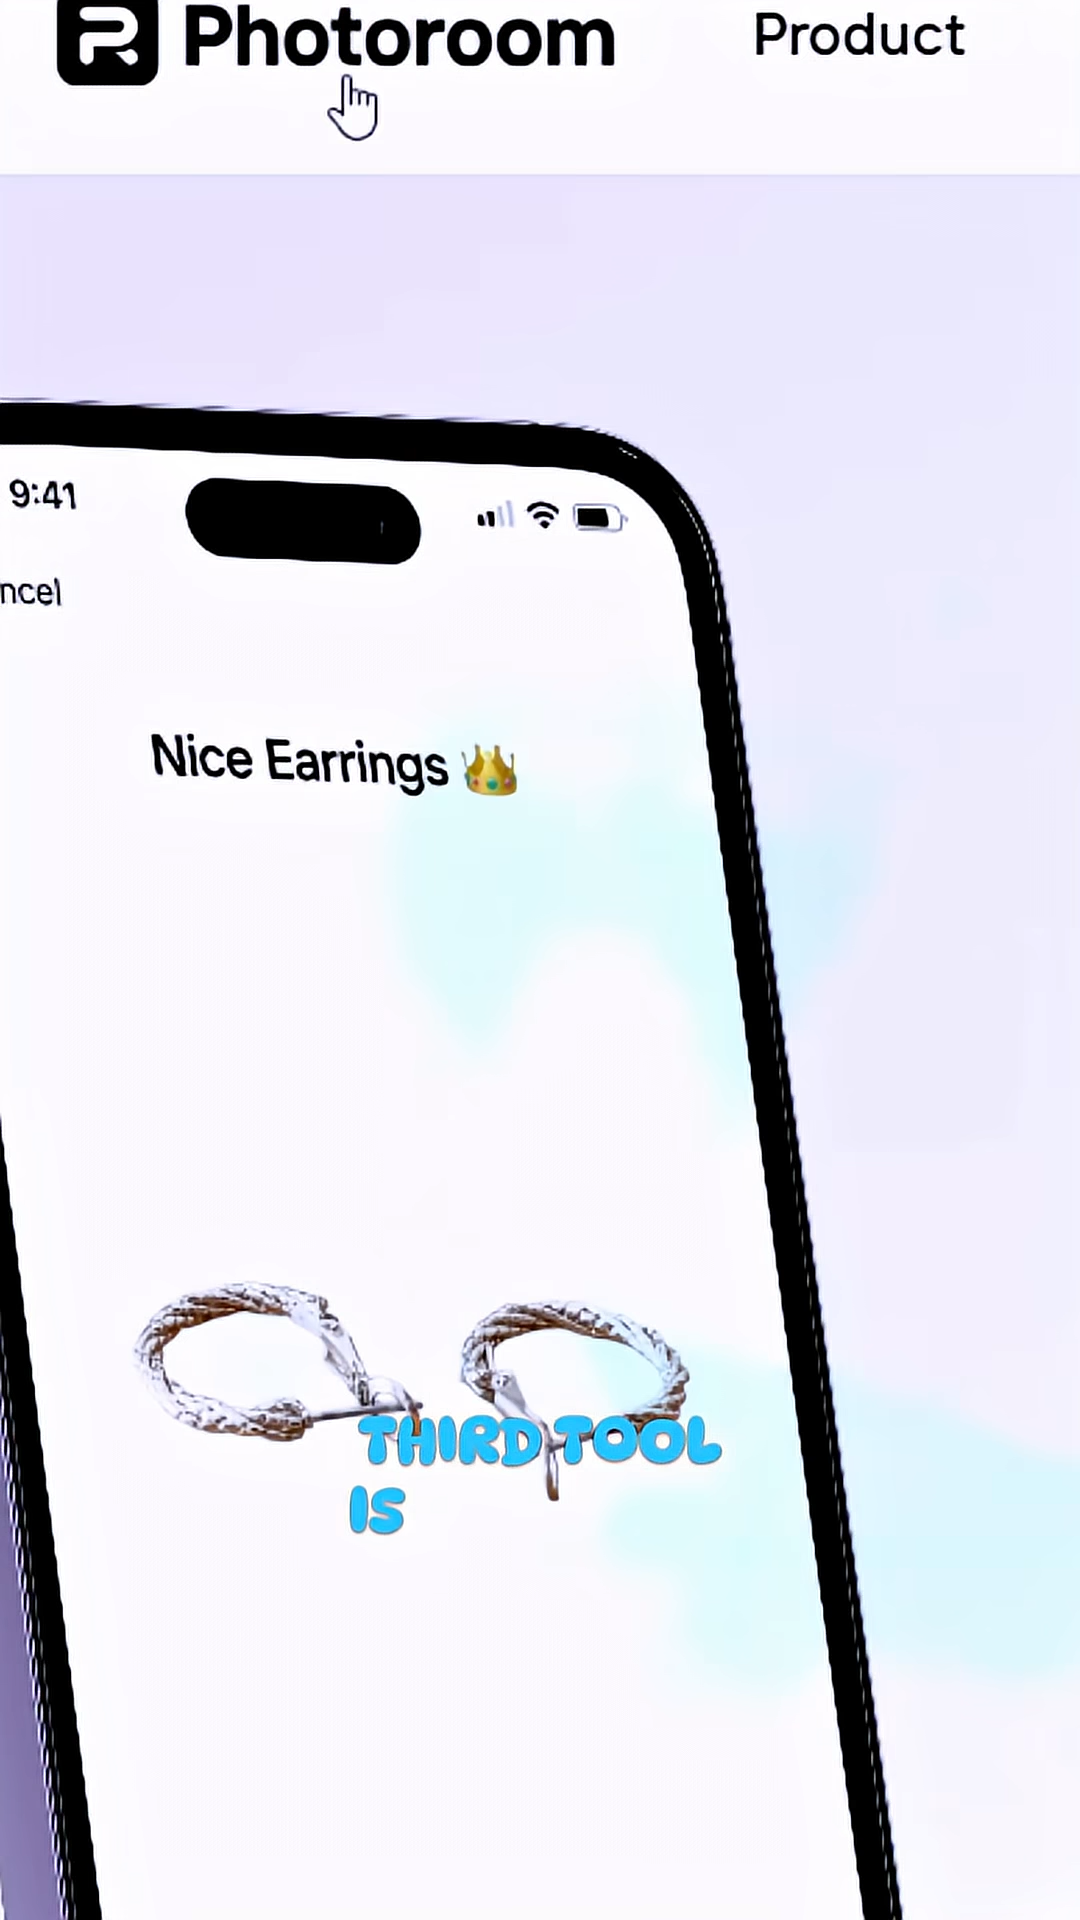 Photoroom
Product
9:41
ncel
Nice Earrings 👑
THIRD TOOL
IS